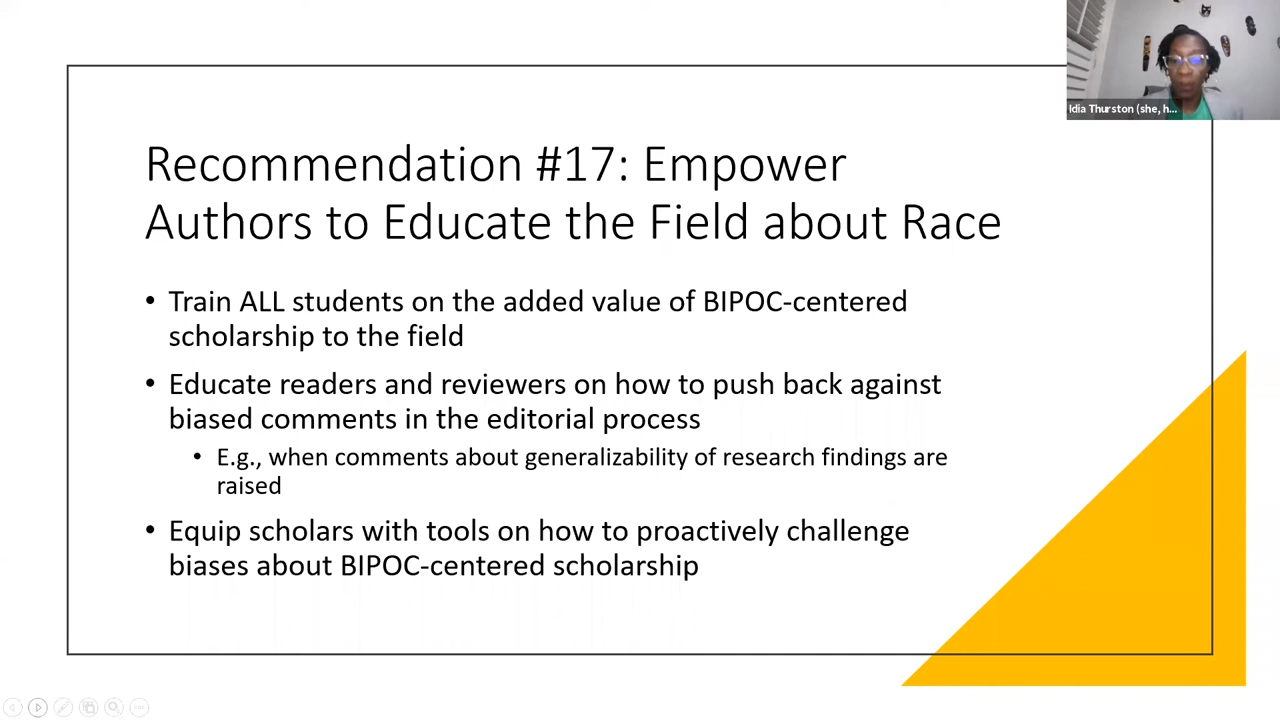 Idia Thurston (she, h...
Recommendation #17: Empower
Authors to Educate the Field about Race
• Train ALL students on the added value of BIPOC-centered
scholarship to the field
• Educate readers and reviewers on how to push back against
biased comments in the editorial process
• E.g., when comments about generalizability of research findings are
raised
• Equip scholars with tools on how to proactively challenge
biases about BIPOC-centered scholarship